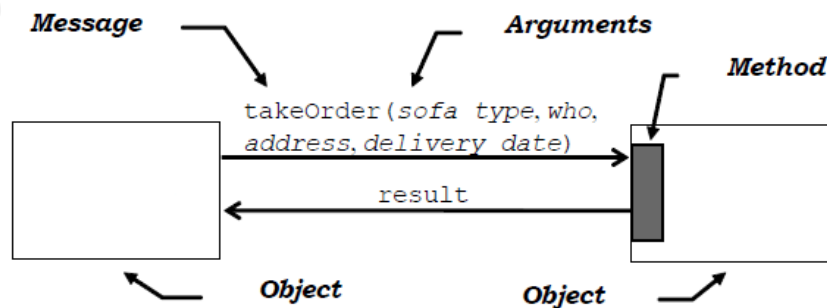 Message
Arguments
Method
takeOrder(sofa type, who,
address, delivery date)
result
Object
Object